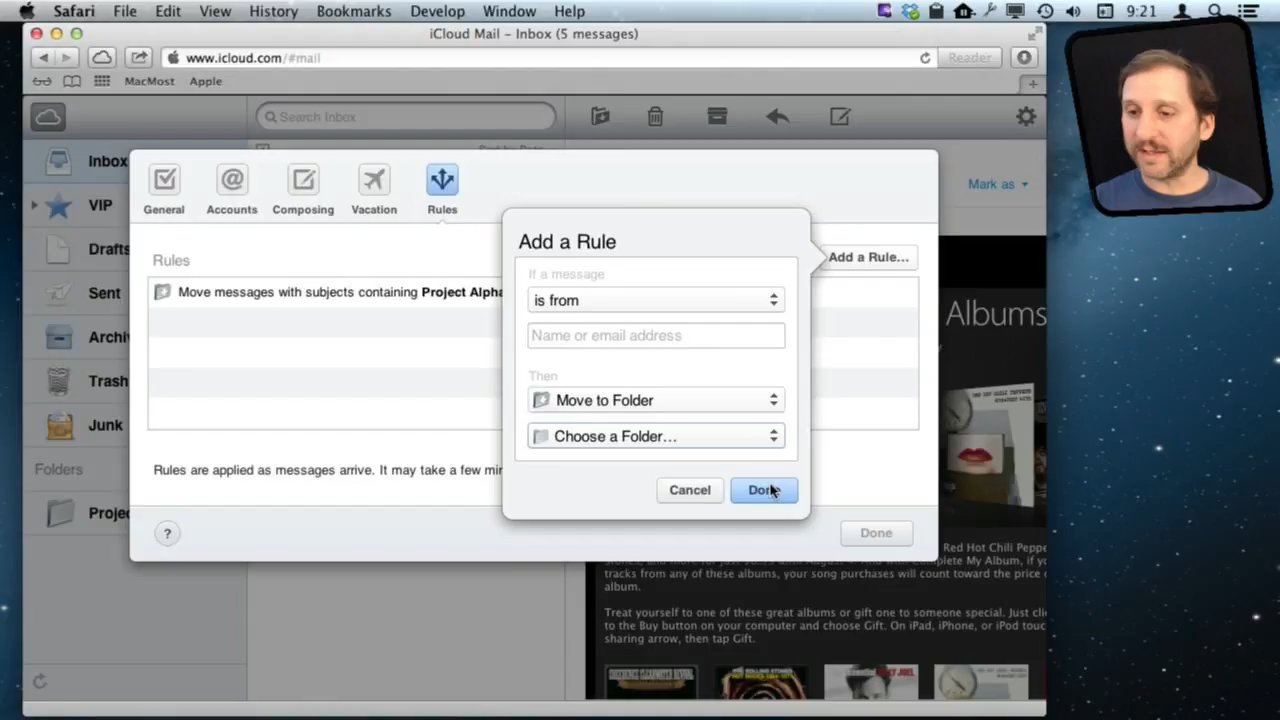 Safari File Edit View History Bookmarks Develop Window Help 9:21
iCloud Mail – Inbox (5 messages)
www.icloud.com/#mail Reader
MacMost Apple
Search Inbox
Inbox
VIP
Drafts
Sent
Archi
Trash
Junk
Folders
Projec
General Accounts Composing Vacation Rules
Mark as
Rules
Add a Rule...
Move messages with subjects containing Project Alpha
Rules are applied as messages arrive. It may take a few min
?
Done
Add a Rule
If a message
is from
Name or email address
Then
Move to Folder
Choose a Folder...
Cancel Done
Albums
Red Hot Chili Peppe
tracks from any of these albums, your song purchases will count toward the price o
album.
Treat yourself to one of these great albums or gift one to someone special. Just clic
to the Buy button on your computer and choose Gift. On iPad, iPhone, or iPod touc
sharing arrow, then tap Gift.